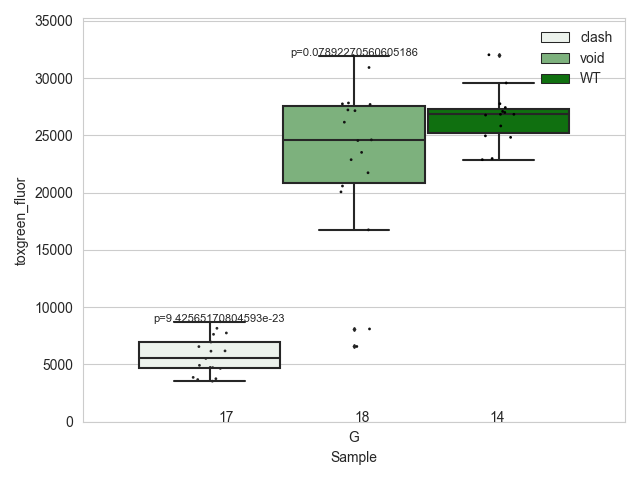 35000
30000
25000
20000
15000
10000
5000
0
toxgreen_fluor
clash
void
WT
p=0.07892270560605186
p=9.42565170804593e-23
17
18
14
G
Sample